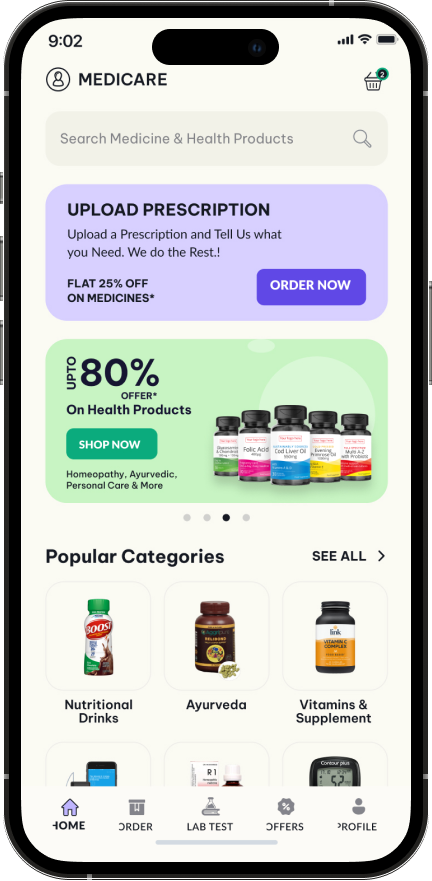 9:02
MEDICARE
2
Search Medicine & Health Products
UPLOAD PRESCRIPTION
Upload a Prescription and Tell Us what
you Need. We do the Rest.!
FLAT 25% OFF
ON MEDICINES*
ORDER NOW
UPTO
80%
OFFER*
On Health Products
SHOP NOW
Homeopathy, Ayurvedic,
Personal Care & More
Folic Acid
Cod Liver Oil
Evening
Primrose Oil
Multi A-Z
with Probiotic
Popular Categories
SEE ALL
BOOST
link
VITAMIN C
COMPLEX
Nutritional
Drinks
Ayurveda
Vitamins &
Supplement
R1
Contour plus
HOME
ORDER
LAB TEST
OFFERS
PROFILE